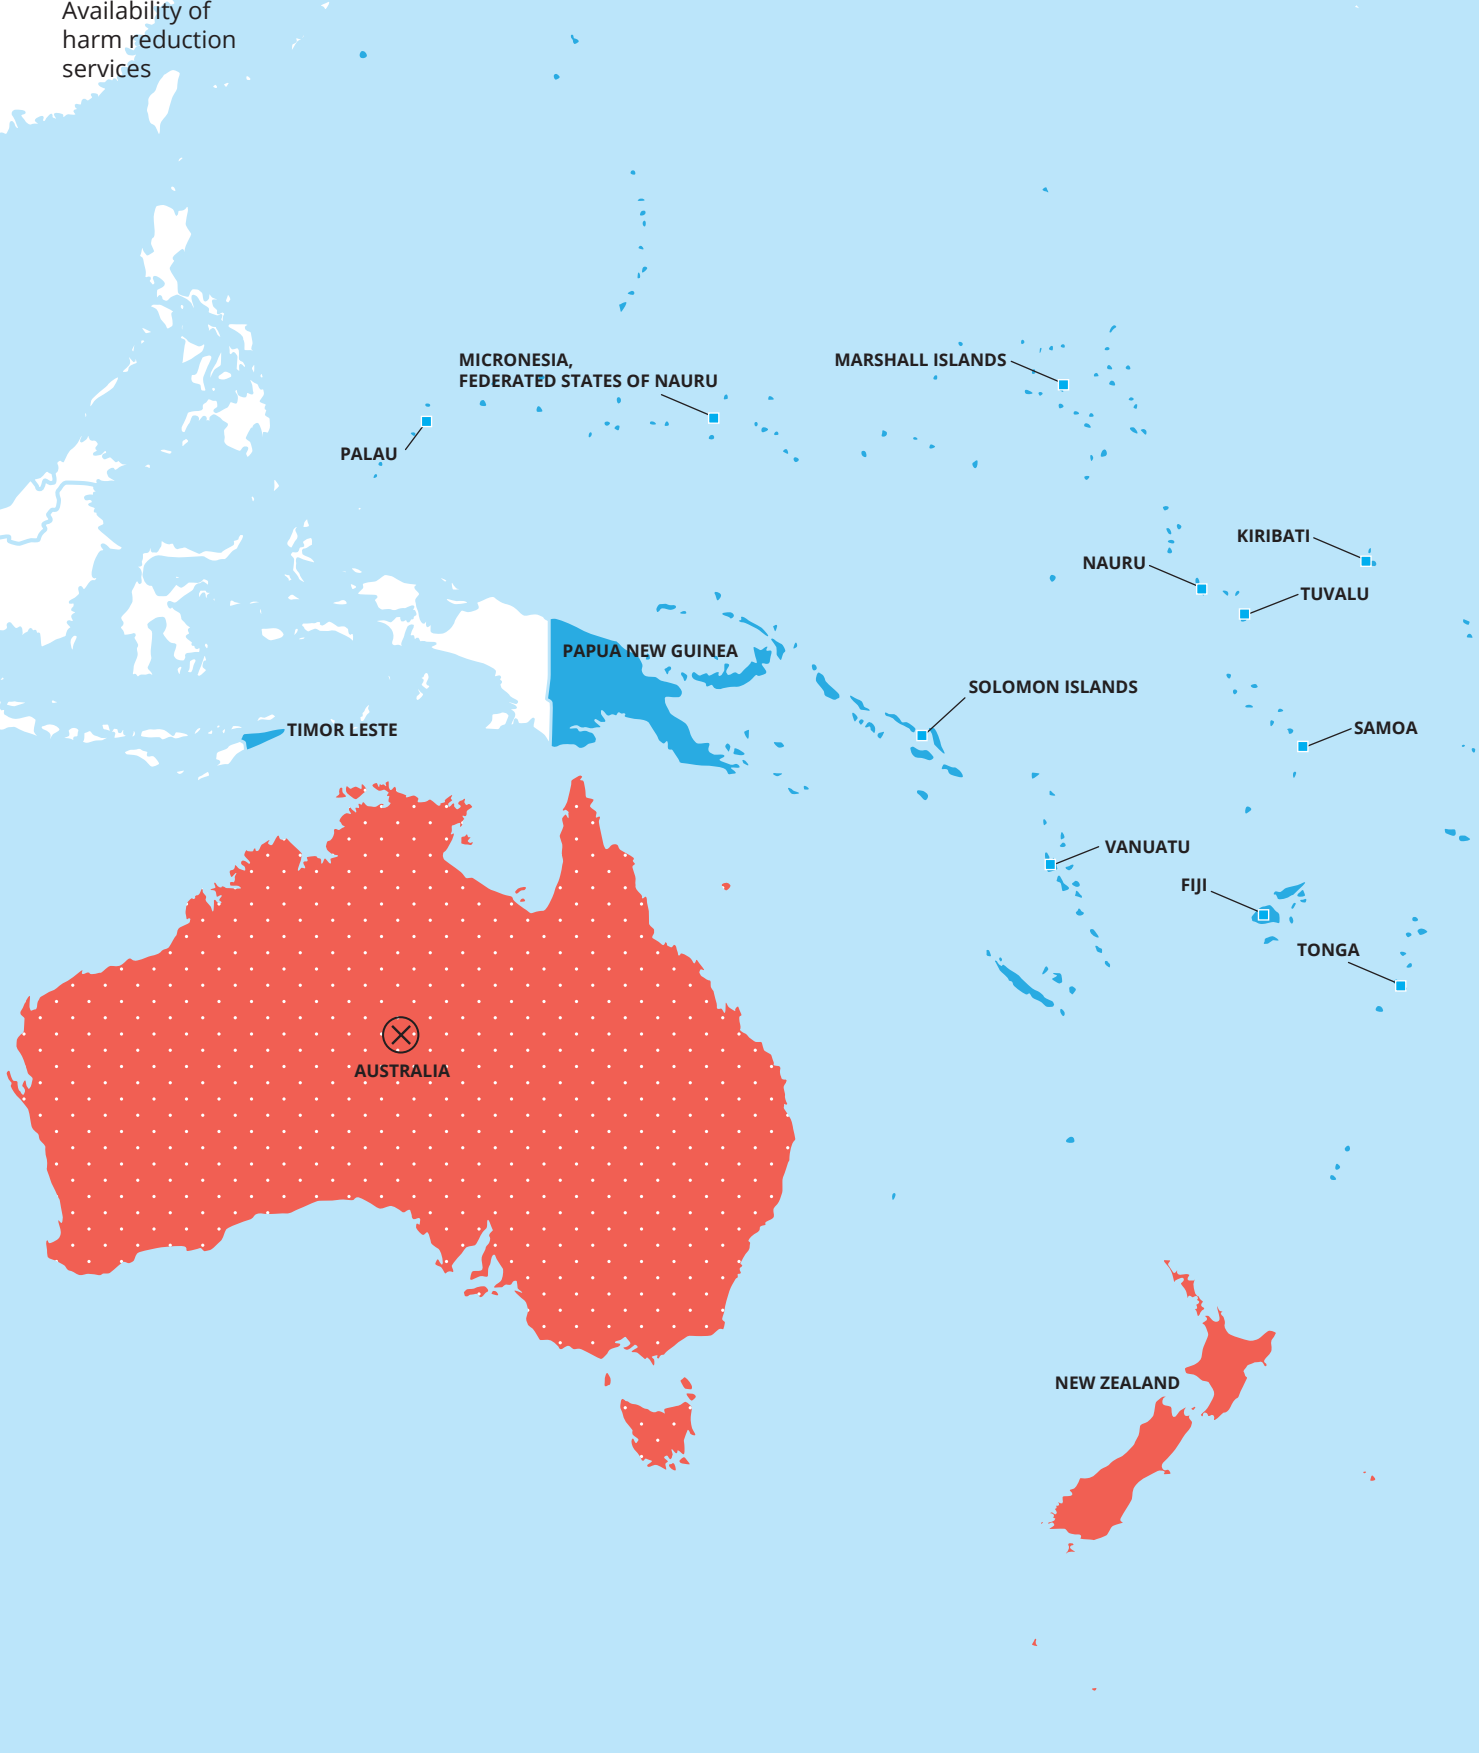 Availability of
harm reduction
services
MICRONESIA,
FEDERATED STATES OF NAURU
MARSHALL ISLANDS
PALAU
KIRIBATI
NAURU
TUVALU
PAPUA NEW GUINEA
SOLOMON ISLANDS
TIMOR LESTE
SAMOA
VANUATU
FIJI
TONGA
AUSTRALIA
NEW ZEALAND